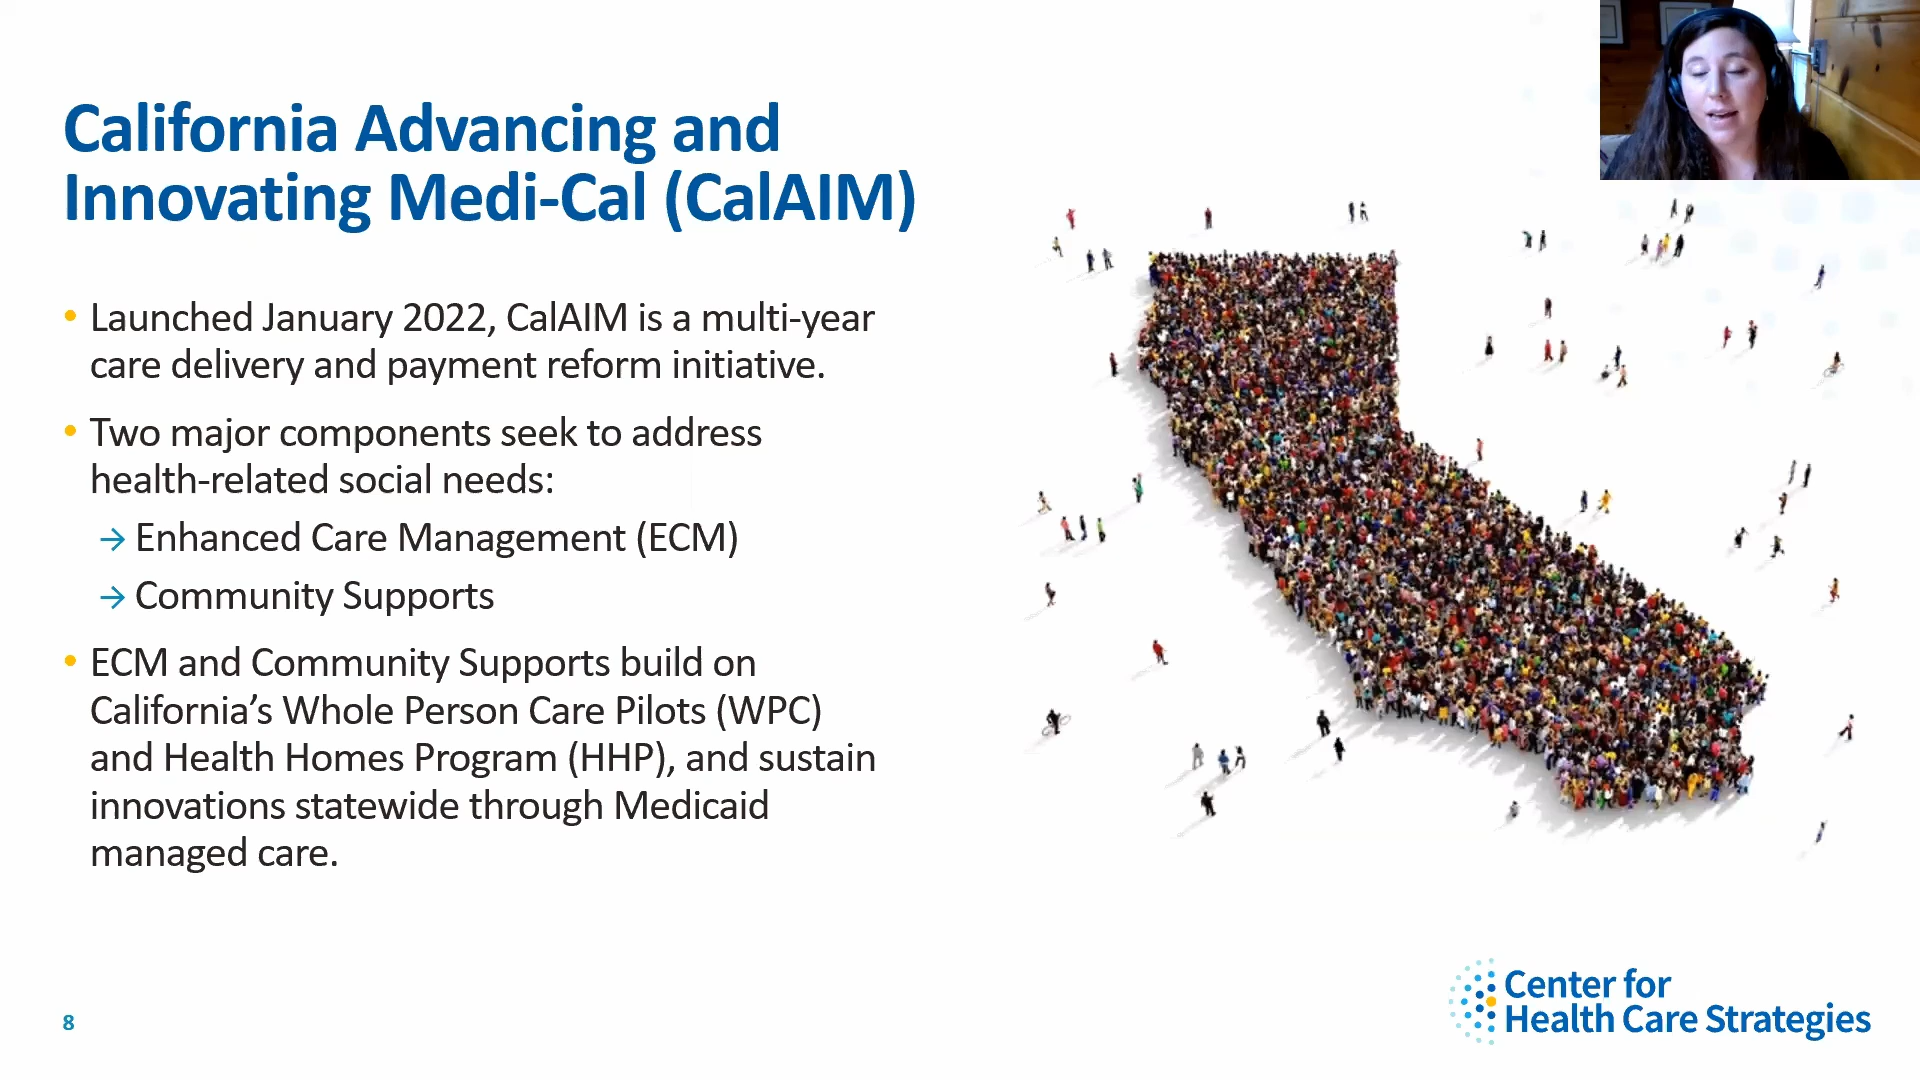 California Advancing and
Innovating Medi-Cal (CalAIM)
• Launched January 2022, CalAIM is a multi-year
care delivery and payment reform initiative.
• Two major components seek to address
health-related social needs:
→ Enhanced Care Management (ECM)
→ Community Supports
• ECM and Community Supports build on
California’s Whole Person Care Pilots (WPC)
and Health Homes Program (HHP), and sustain
innovations statewide through Medicaid
managed care.
8
Center for
Health Care Strategies